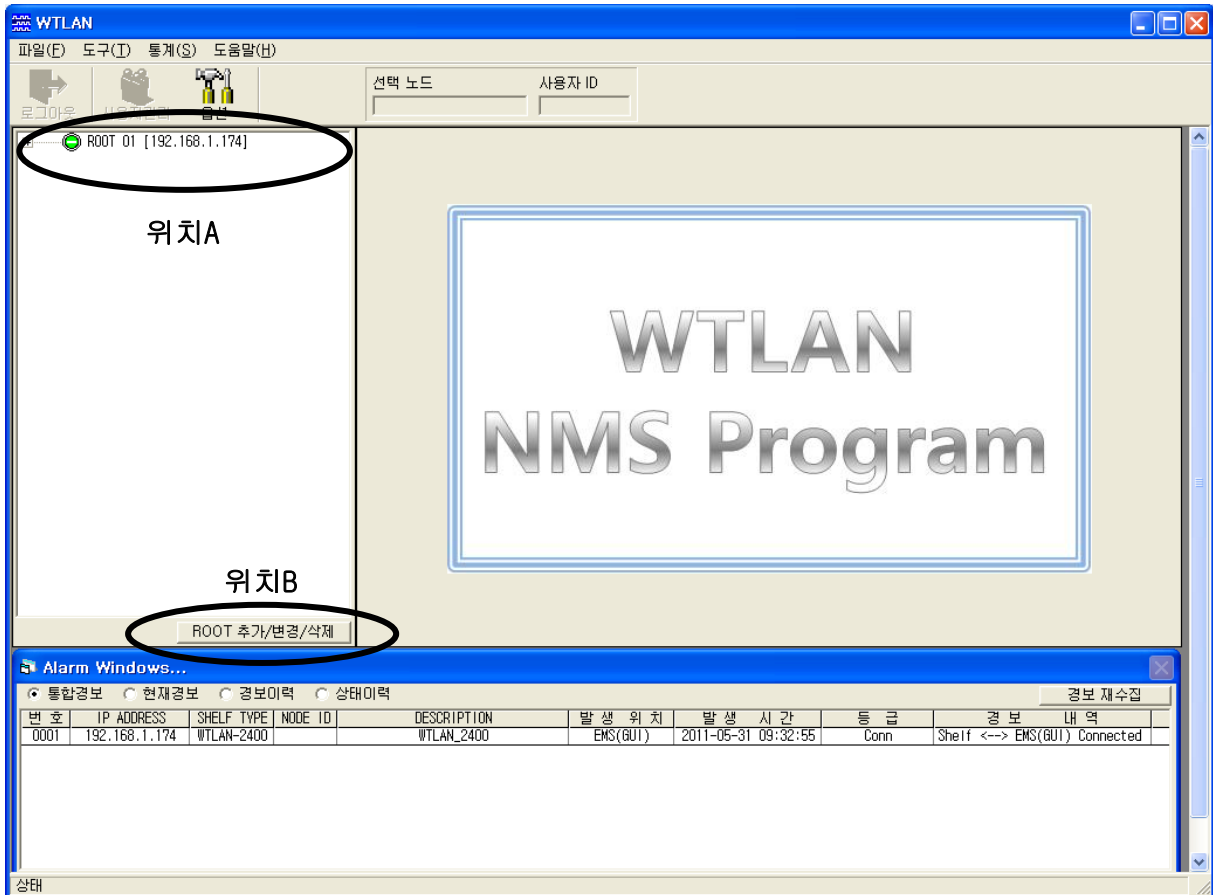 WTLAN
파일(F) 도구(T) 통계(S) 도움말(H)
로그아웃 사용자관리 옵션
선택 노드 사용자 ID
ROOT 01 [192.168.1.174]
위치A
WTLAN
NMS Program
위치B
ROOT 추가/변경/삭제
Alarm Windows...
통합경보 현재경보 경보이력 상태이력 경보 재수집
번 호 IP ADDRESS SHELF TYPE NODE ID DESCRIPTION 발 생 위 치 발 생 시 간 등 급 경 보 내 역
0001 192.168.1.174 WTLAN-2400 WTLAN_2400 EMS(GUI) 2011-05-31 09:32:55 Conn Shelf <--> EMS(GUI) Connected
상태